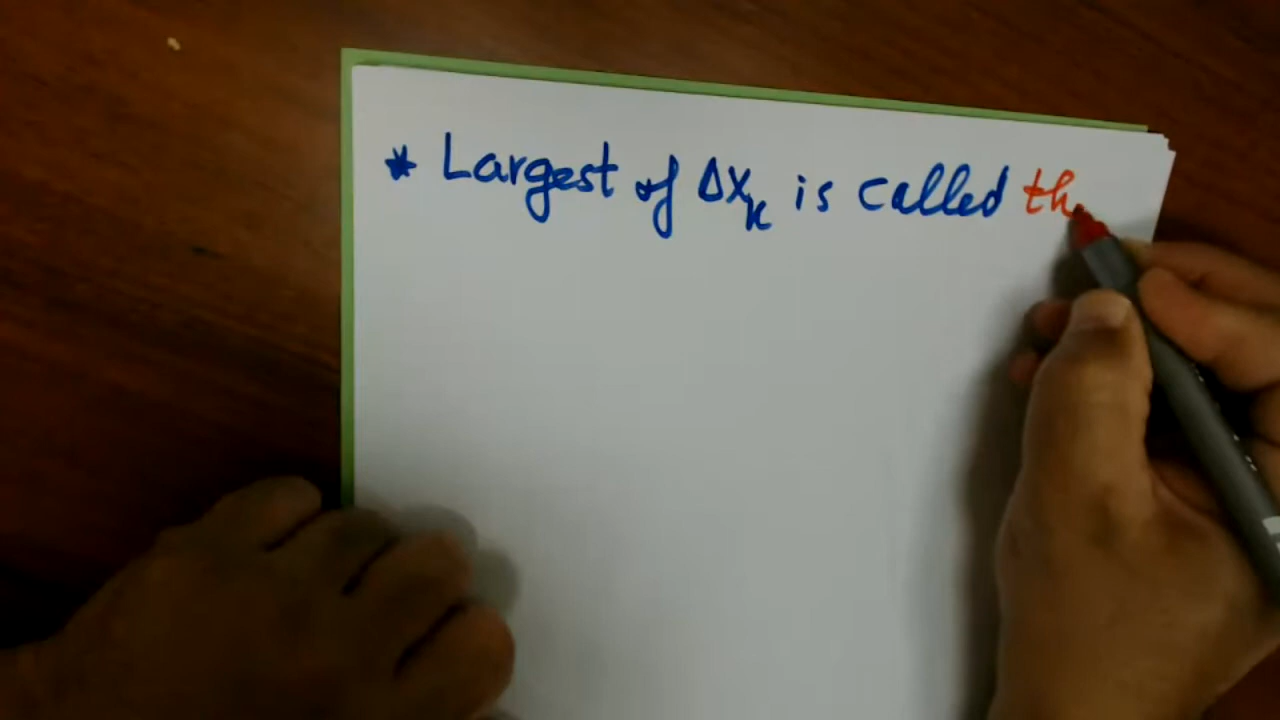 * Largest of Δxₖ is called th